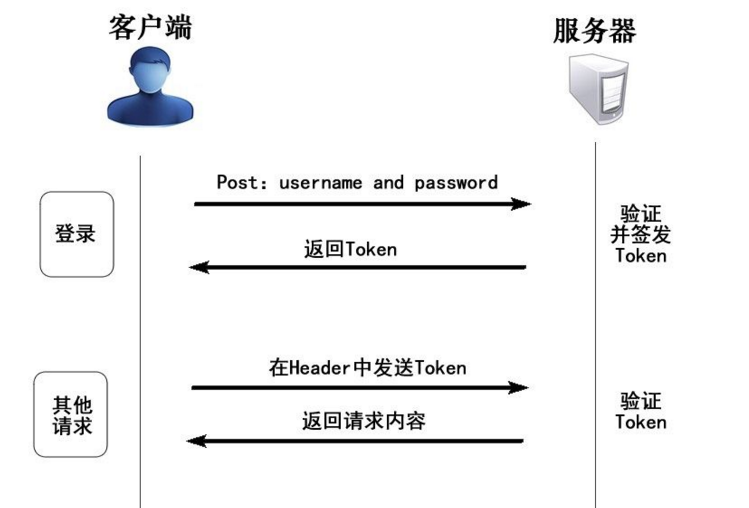 客户端
服务器
Post: username and password
登录
返回Token
验证
并签发
Token
在Header中发送Token
其他
请求
返回请求内容
验证
Token